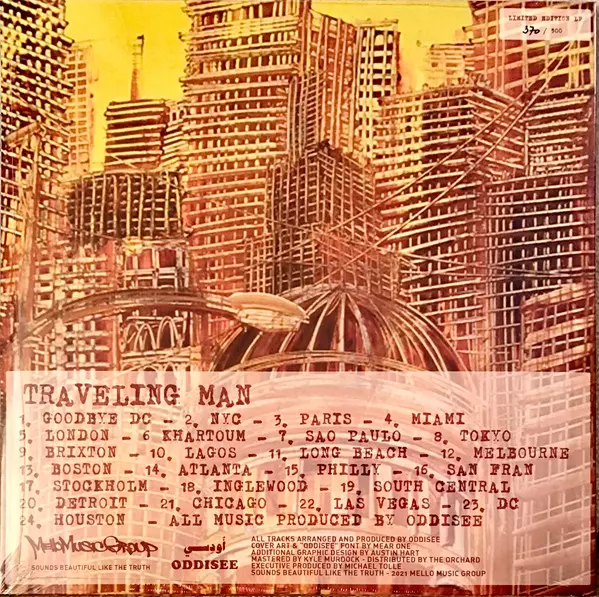 LIMITED EDITION LP
370 / 500
TRAVELING MAN
1. GOODBYE DC - 2. NYC - 3. PARIS - 4. MIAMI
5. LONDON - 6 KHARTOUM - 7. SAO PAULO - 8. TOKYO
9. BRIXTON - 10. LAGOS - 11. LONG BEACH - 12. MELBOURNE
13. BOSTON - 14. ATLANTA - 15. PHILLY - 16. SAN FRAN
17. STOCKHOLM - 18. INGLEWOOD - 19. SOUTH CENTRAL
20. DETROIT - 21. CHICAGO - 22. LAS VEGAS - 23. DC
24. HOUSTON - ALL MUSIC PRODUCED BY ODDISEE
MelloMusicGroup
SOUNDS BEAUTIFUL LIKE THE TRUTH
أودسي
ODDISEE
ALL TRACKS ARRANGED AND PRODUCED BY ODDISEE
COVER ART & "ODDISEE" FONT BY MEAR ONE
ADDITIONAL GRAPHIC DESIGN BY AUSTIN HART
MASTERED BY KYLE MURDOCK - DISTRIBUTED BY THE ORCHARD
EXECUTIVE PRODUCED BY MICHAEL TOLLE
SOUNDS BEAUTIFUL LIKE THE TRUTH - 2021 MELLO MUSIC GROUP